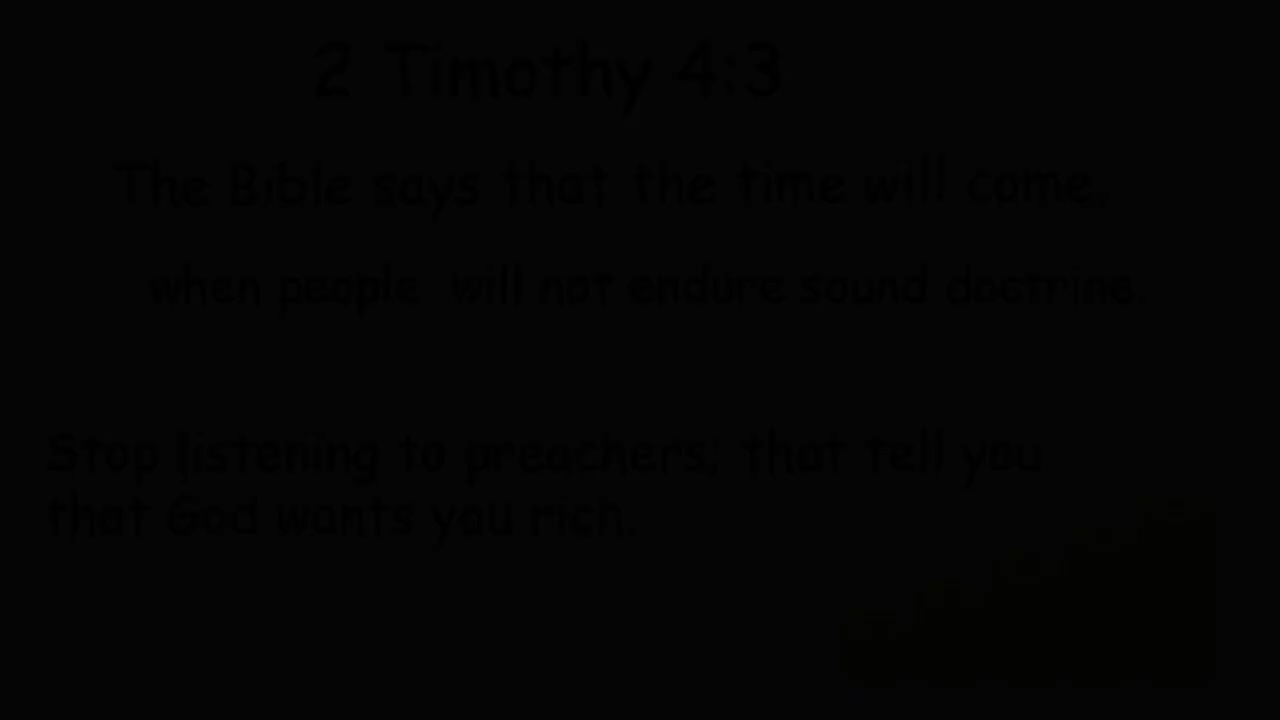 2 Timothy 4:3
The Bible says that the time will come,
when people will not endure sound doctrine.
Stop listening to preachers; that tell you
that God wants you rich.